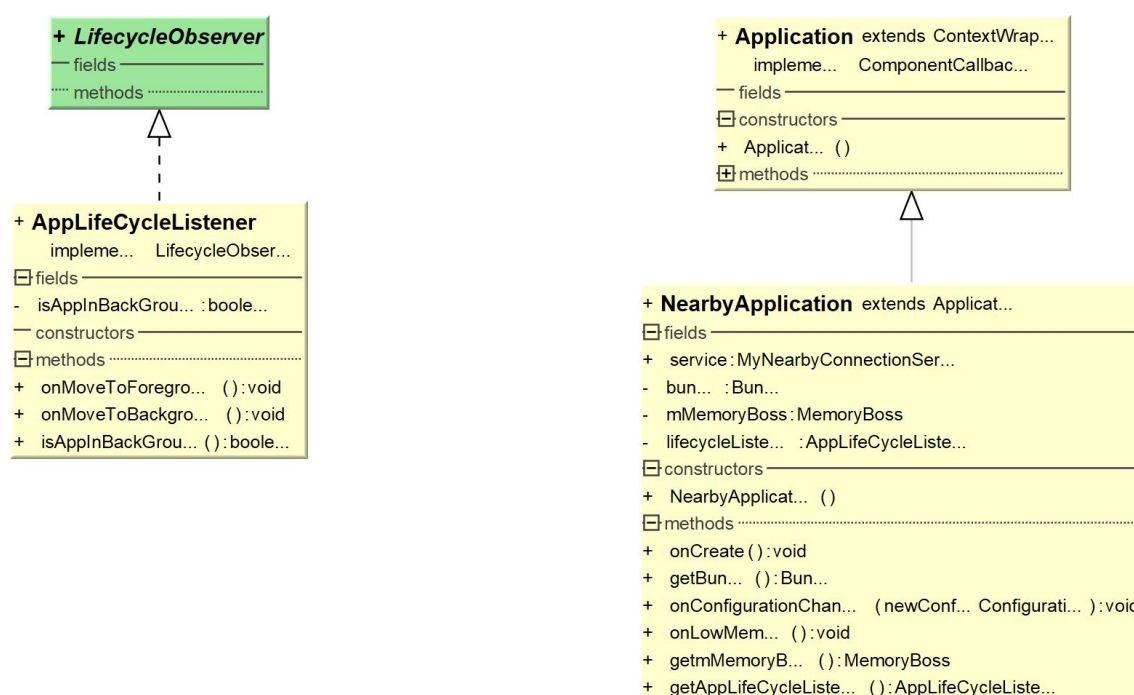 + LifecycleObserver
fields
methods
+ AppLifeCycleListener
impleme... LifecycleObser...
fields
- isAppInBackGrou... :boole...
constructors
methods
+ onMoveToForegro... ():void
+ onMoveToBackgro... ():void
+ isAppInBackGrou... ():boole...
+ Application extends ContextWrap...
impleme... ComponentCallbac...
fields
constructors
+ Applicat... ()
methods
+ NearbyApplication extends Applicat...
fields
+ service:MyNearbyConnectionSer...
- bun... :Bun...
- mMemoryBoss:MemoryBoss
- lifecycleListe... :AppLifeCycleListe...
constructors
+ NearbyApplicat... ()
methods
+ onCreate():void
+ getBun... ():Bun...
+ onConfigurationChan... (newConf... Configurati... ):void
+ onLowMem... ():void
+ getmMemoryB... ():MemoryBoss
+ getAppLifeCycleListe... ():AppLifeCycleListe...